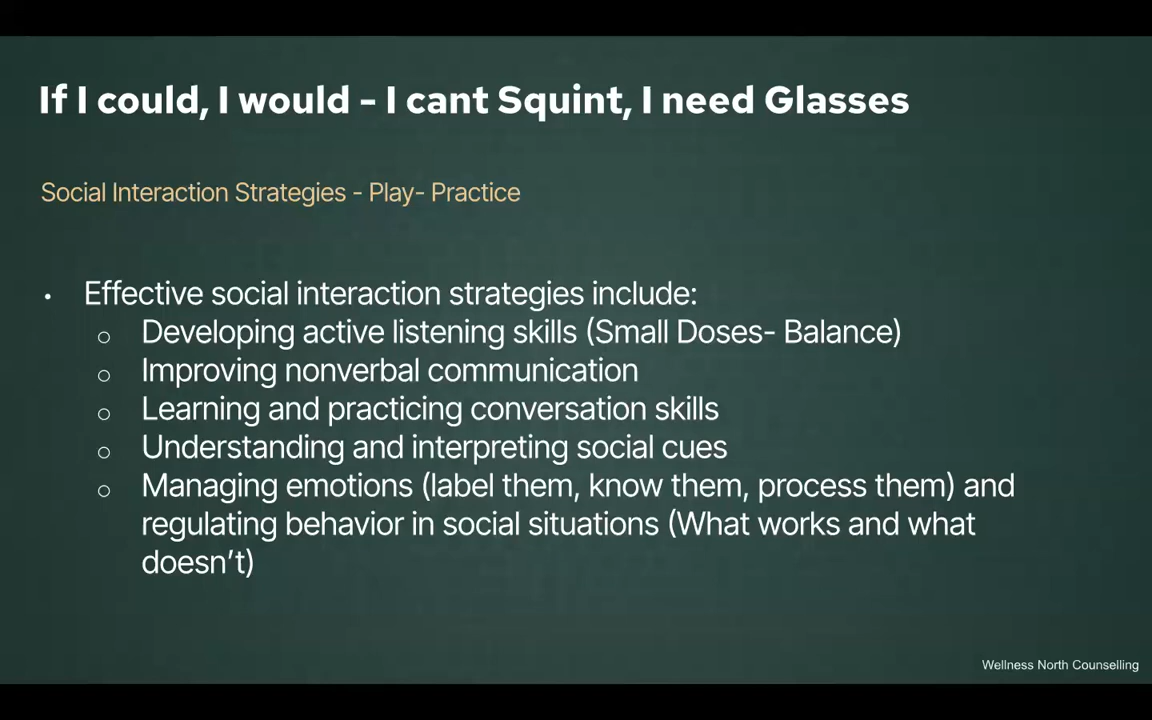 If I could, I would - I cant Squint, I need Glasses
Social Interaction Strategies - Play- Practice
• Effective social interaction strategies include:
o Developing active listening skills (Small Doses- Balance)
o Improving nonverbal communication
o Learning and practicing conversation skills
o Understanding and interpreting social cues
o Managing emotions (label them, know them, process them) and
regulating behavior in social situations (What works and what
doesn’t)
Wellness North Counselling